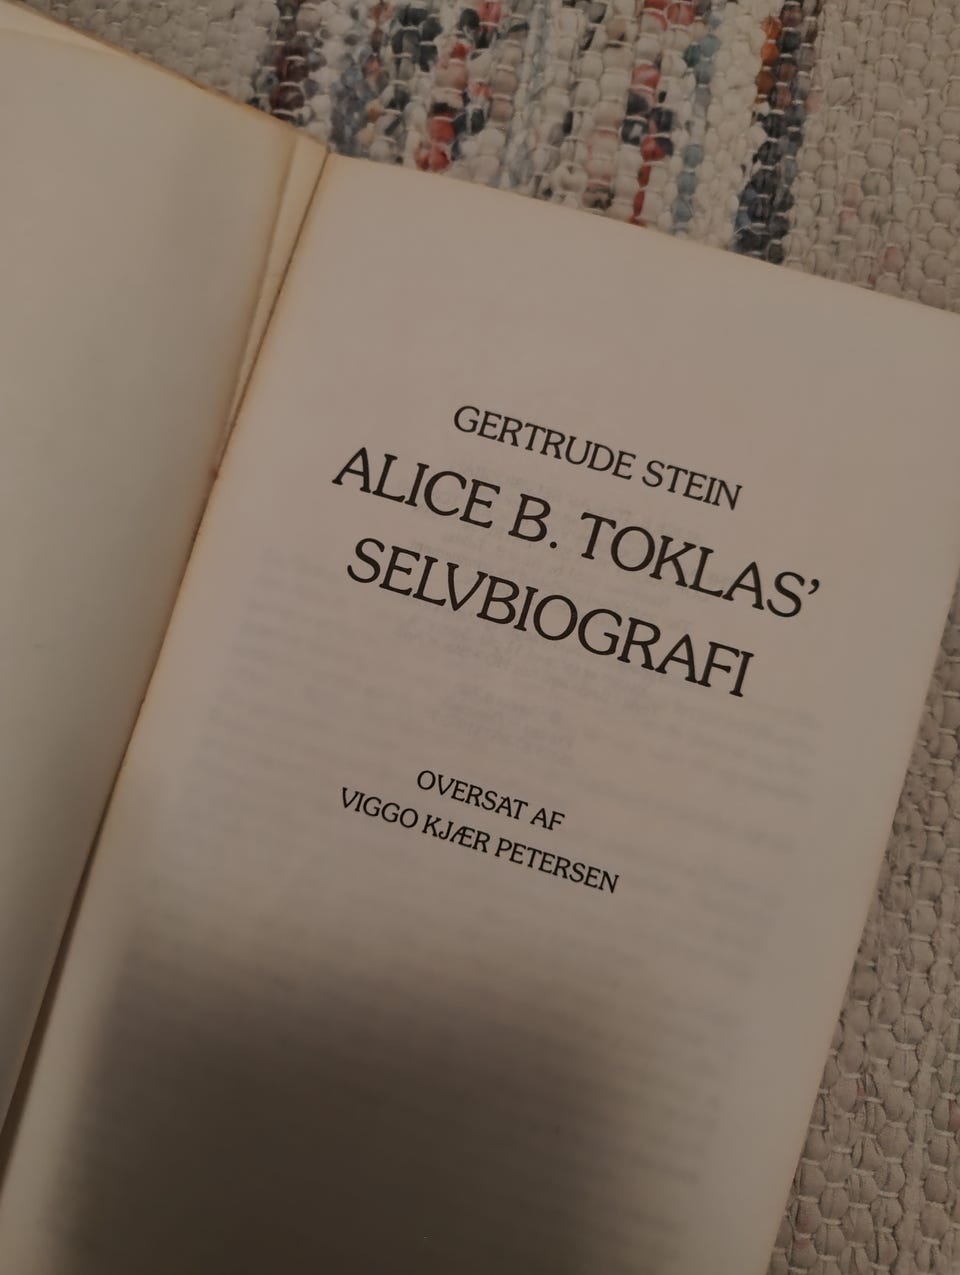 GERTRUDE STEIN
ALICE B. TOKLAS’
SELVBIOGRAFI
OVERSAT AF
VIGGO KJÆR PETERSEN